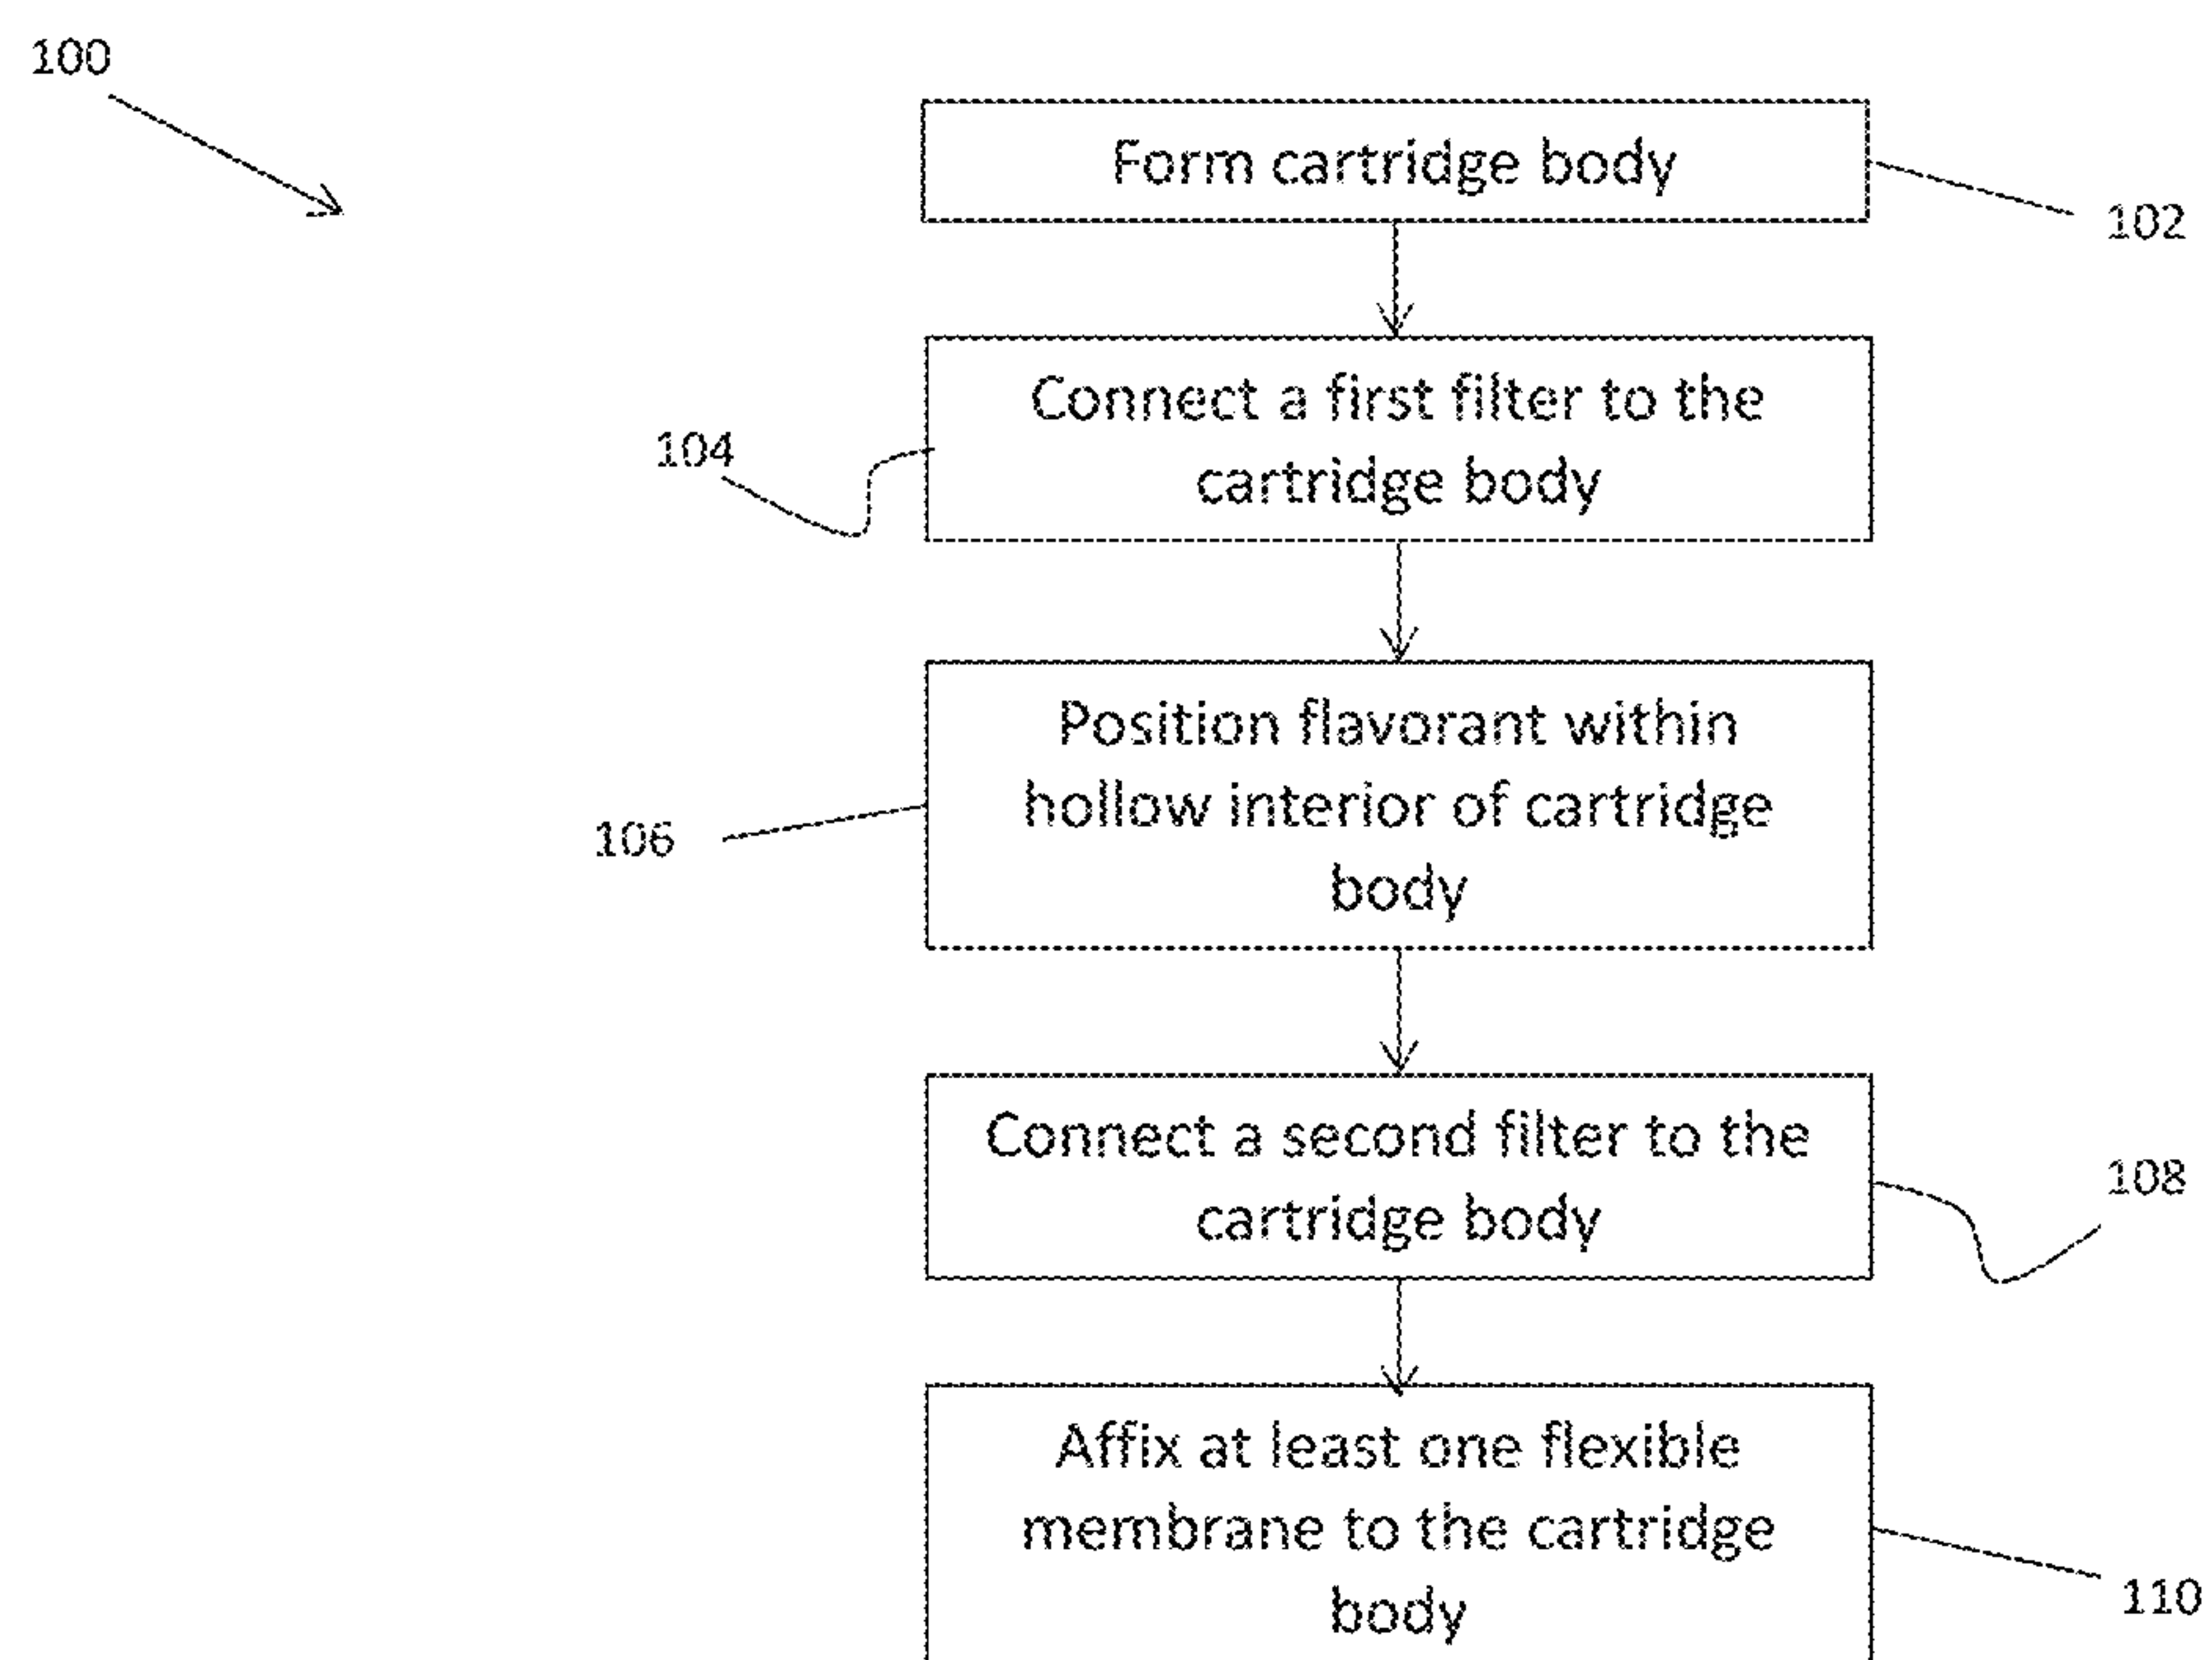 100
Form cartridge body
102
Connect a first filter to the
cartridge body
104
Position flavorant within
hollow interior of cartridge
body
106
Connect a second filter to the
cartridge body
108
Affix at least one flexible
membrane to the cartridge
body
110